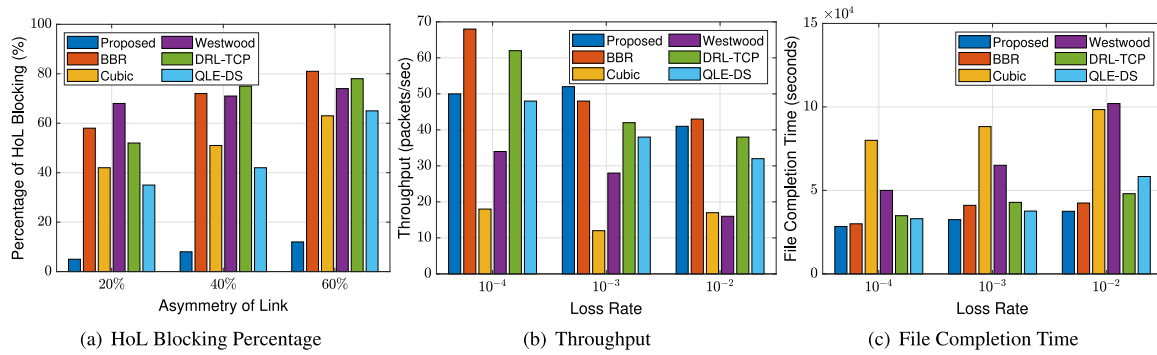 Percentage of HoL Blocking (%)
100
80
60
40
20
0
Proposed
BBR
Cubic
Westwood
DRL-TCP
QLE-DS
20%
40%
60%
Asymmetry of Link
(a) HoL Blocking Percentage
Throughput (packets/sec)
70
60
50
40
30
20
10
0
Proposed
BBR
Cubic
Westwood
DRL-TCP
QLE-DS
10⁻⁴
10⁻³
10⁻²
Loss Rate
(b) Throughput
File Completion Time (seconds)
×10⁴
15
10
5
0
Proposed
BBR
Cubic
Westwood
DRL-TCP
QLE-DS
10⁻⁴
10⁻³
10⁻²
Loss Rate
(c) File Completion Time